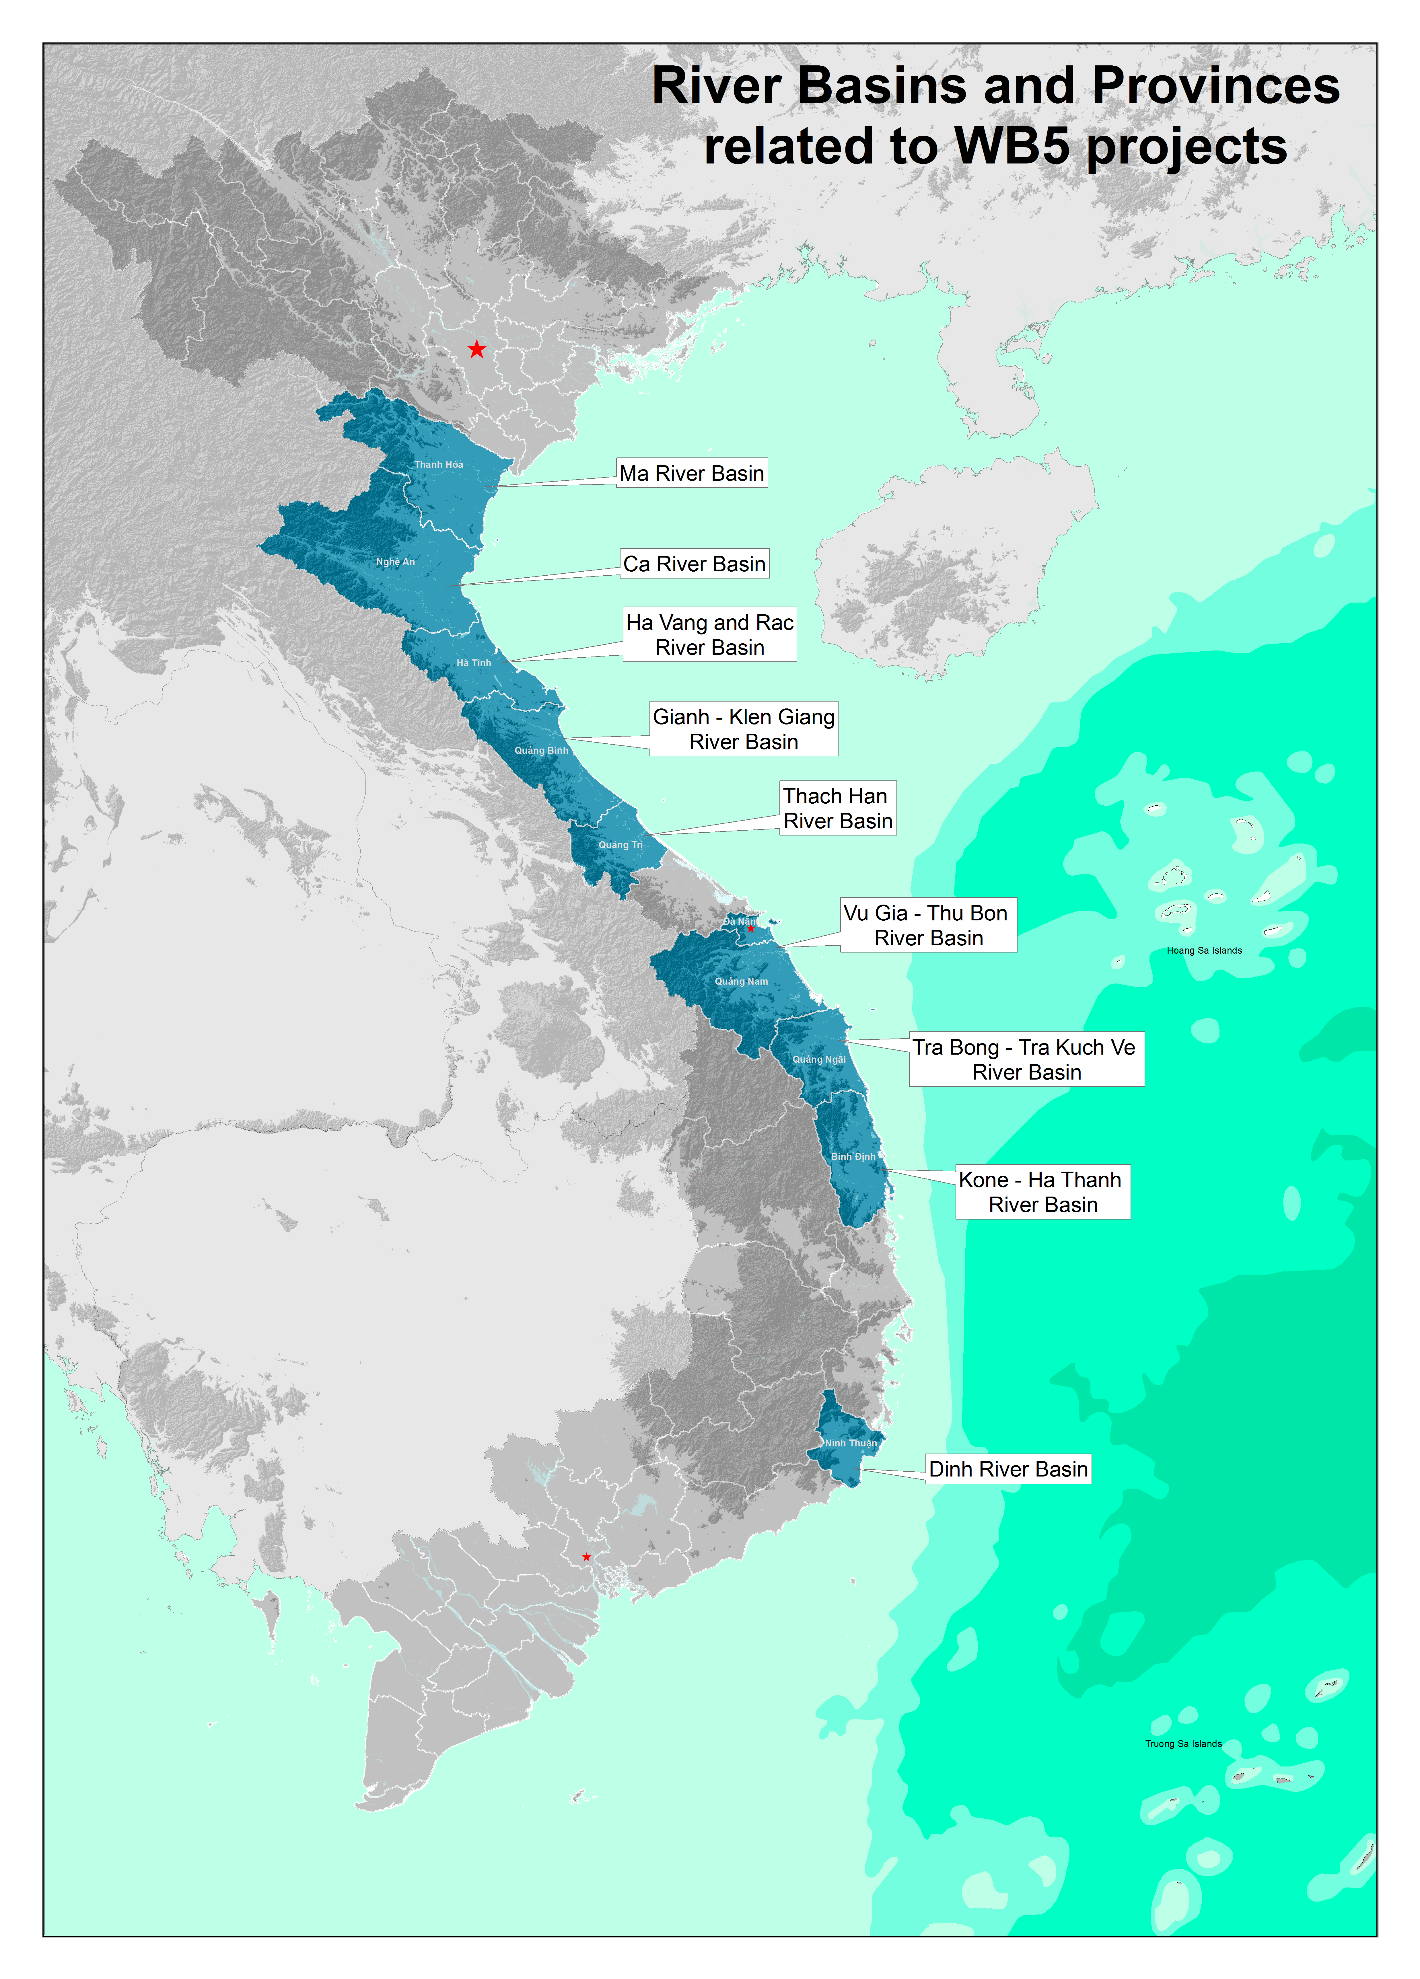 River Basins and Provinces
related to WB5 projects
Thanh Hóa
Ma River Basin
Nghệ An
Ca River Basin
Ha Vang and Rac
River Basin
Hà Tĩnh
Gianh - Klen Giang
River Basin
Quảng Bình
Thach Han
River Basin
Quảng Trị
Vu Gia - Thu Bon
River Basin
Đà Nẵng
Hoang Sa Islands
Quảng Nam
Tra Bong - Tra Kuch Ve
River Basin
Quảng Ngãi
Bình Định
Kone - Ha Thanh
River Basin
Ninh Thuận
Dinh River Basin
Truong Sa Islands